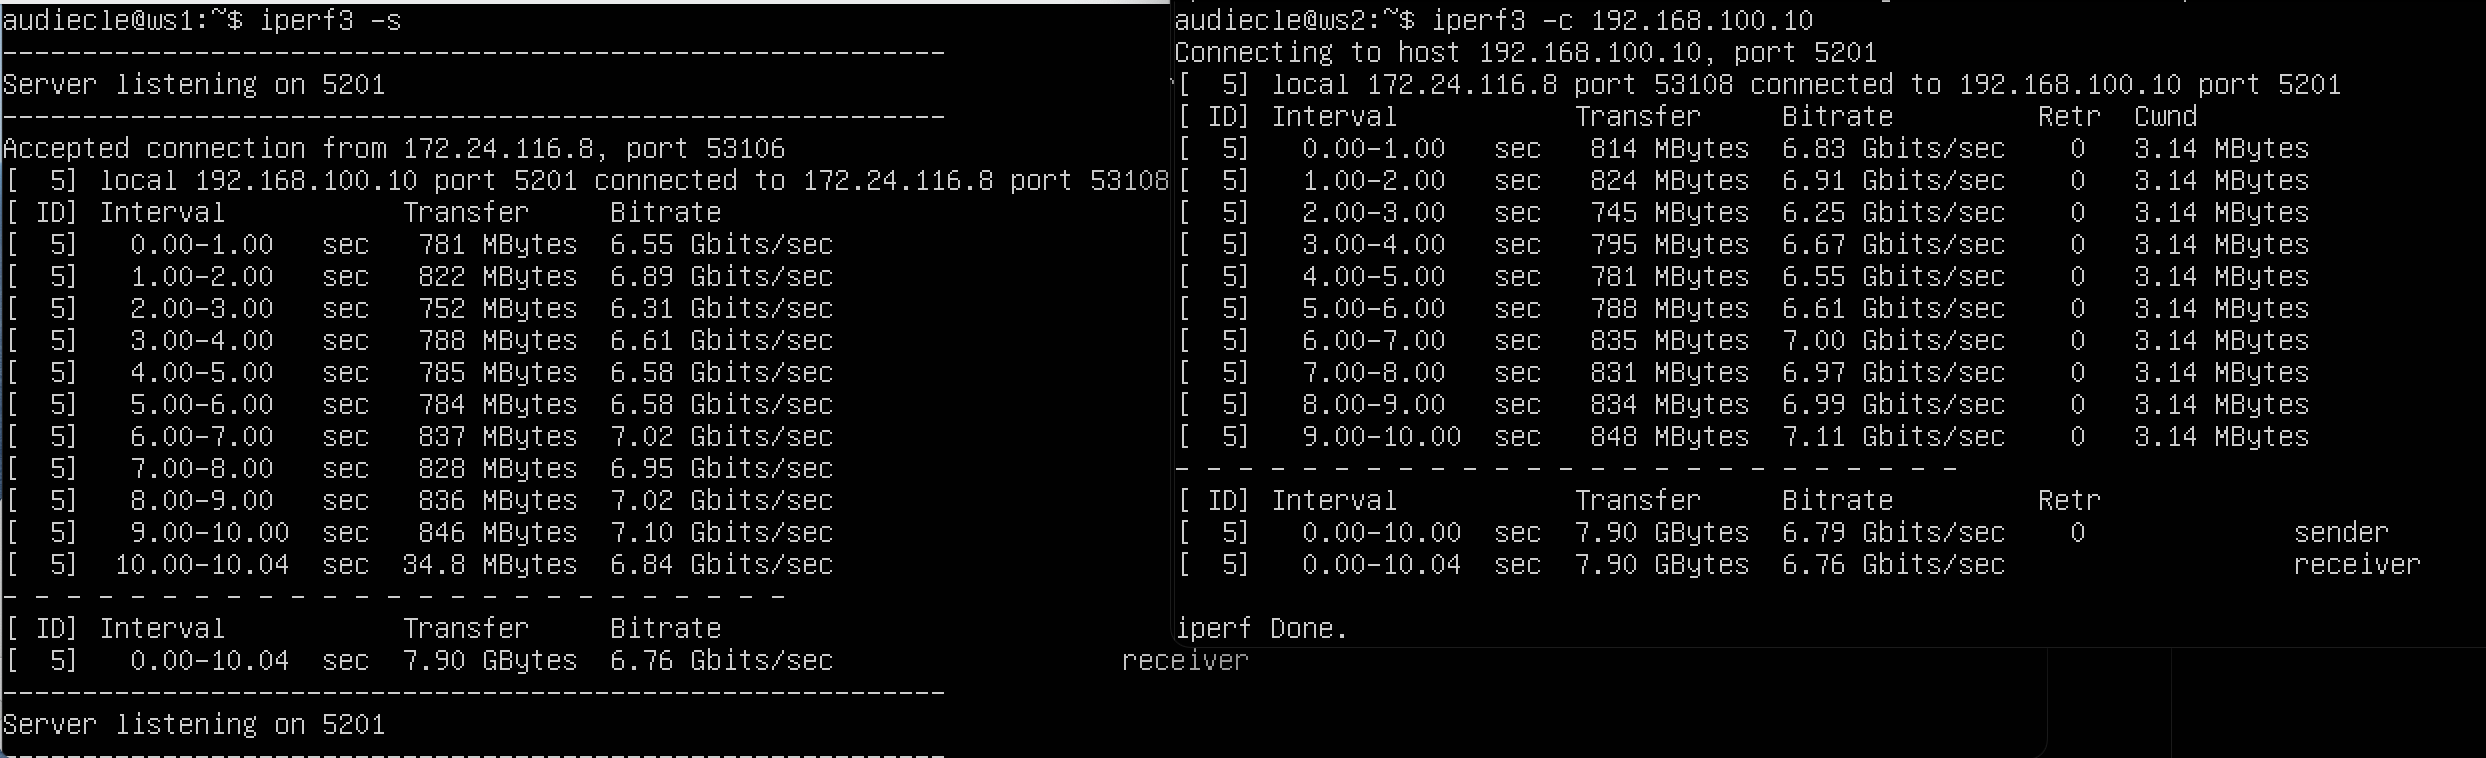 audiecle@ws1:~$ iperf3 -s
-----------------------------------------------------------
Server listening on 5201
-----------------------------------------------------------
Accepted connection from 172.24.116.8, port 53106
[  5] local 192.168.100.10 port 5201 connected to 172.24.116.8 port 53108
[ ID] Interval           Transfer     Bitrate
[  5]   0.00-1.00   sec   781 MBytes  6.55 Gbits/sec
[  5]   1.00-2.00   sec   822 MBytes  6.89 Gbits/sec
[  5]   2.00-3.00   sec   752 MBytes  6.31 Gbits/sec
[  5]   3.00-4.00   sec   788 MBytes  6.61 Gbits/sec
[  5]   4.00-5.00   sec   785 MBytes  6.58 Gbits/sec
[  5]   5.00-6.00   sec   784 MBytes  6.58 Gbits/sec
[  5]   6.00-7.00   sec   837 MBytes  7.02 Gbits/sec
[  5]   7.00-8.00   sec   828 MBytes  6.95 Gbits/sec
[  5]   8.00-9.00   sec   836 MBytes  7.02 Gbits/sec
[  5]   9.00-10.00  sec   846 MBytes  7.10 Gbits/sec
[  5]  10.00-10.04  sec  34.8 MBytes  6.84 Gbits/sec
- - - - - - - - - - - - - - - - - - - - - - - - -
[ ID] Interval           Transfer     Bitrate
[  5]   0.00-10.04  sec  7.90 GBytes  6.76 Gbits/sec                  receiver
-----------------------------------------------------------
Server listening on 5201
-----------------------------------------------------------
audiecle@ws2:~$ iperf3 -c 192.168.100.10
Connecting to host 192.168.100.10, port 5201
[  5] local 172.24.116.8 port 53108 connected to 192.168.100.10 port 5201
[ ID] Interval           Transfer     Bitrate         Retr  Cwnd
[  5]   0.00-1.00   sec   814 MBytes  6.83 Gbits/sec    0   3.14 MBytes
[  5]   1.00-2.00   sec   824 MBytes  6.91 Gbits/sec    0   3.14 MBytes
[  5]   2.00-3.00   sec   745 MBytes  6.25 Gbits/sec    0   3.14 MBytes
[  5]   3.00-4.00   sec   795 MBytes  6.67 Gbits/sec    0   3.14 MBytes
[  5]   4.00-5.00   sec   781 MBytes  6.55 Gbits/sec    0   3.14 MBytes
[  5]   5.00-6.00   sec   788 MBytes  6.61 Gbits/sec    0   3.14 MBytes
[  5]   6.00-7.00   sec   835 MBytes  7.00 Gbits/sec    0   3.14 MBytes
[  5]   7.00-8.00   sec   831 MBytes  6.97 Gbits/sec    0   3.14 MBytes
[  5]   8.00-9.00   sec   834 MBytes  6.99 Gbits/sec    0   3.14 MBytes
[  5]   9.00-10.00  sec   848 MBytes  7.11 Gbits/sec    0   3.14 MBytes
- - - - - - - - - - - - - - - - - - - - - - - - -
[ ID] Interval           Transfer     Bitrate         Retr
[  5]   0.00-10.00  sec  7.90 GBytes  6.79 Gbits/sec    0             sender
[  5]   0.00-10.04  sec  7.90 GBytes  6.76 Gbits/sec                  receiver
iperf Done.